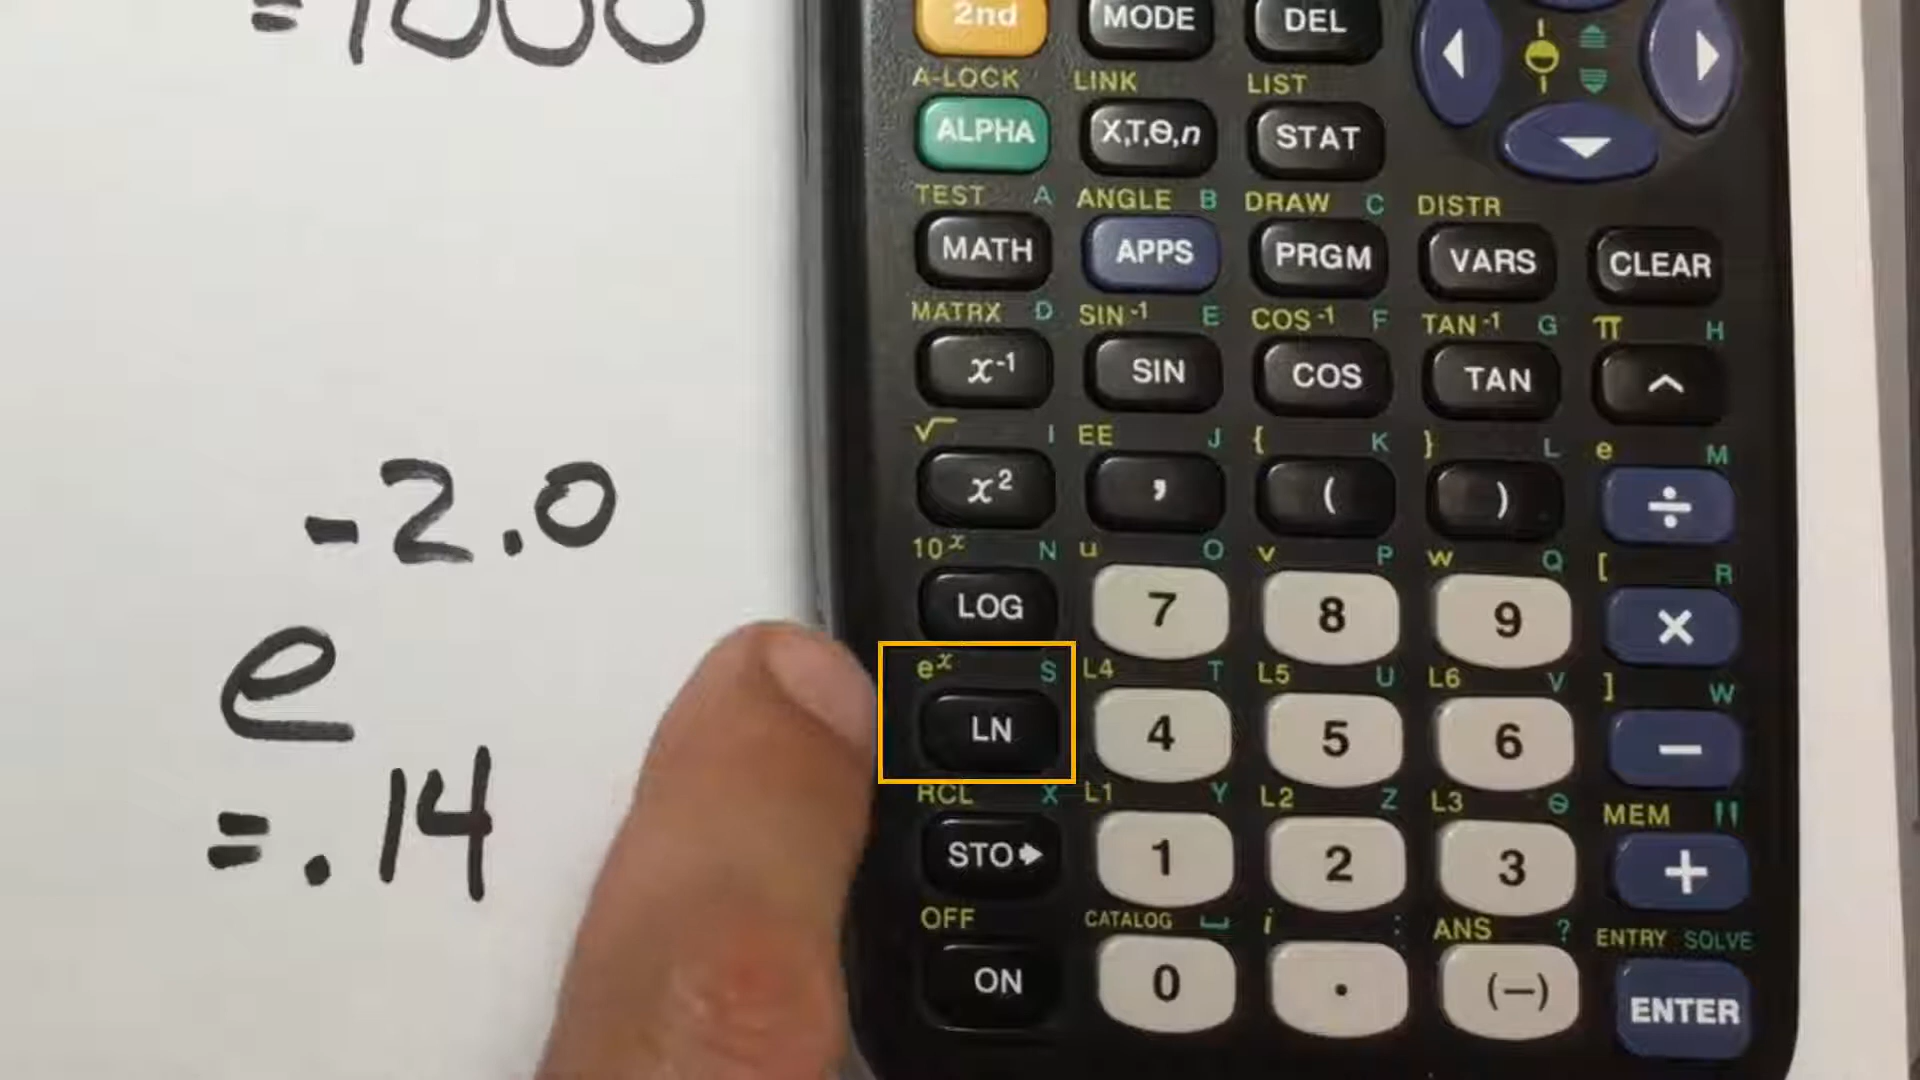 =1000
-2.0
e
=.14
2nd MODE DEL
A-LOCK LINK LIST
ALPHA X,T,Θ,n STAT
TEST A ANGLE B DRAW C DISTR
MATH APPS PRGM VARS CLEAR
MATRX D SIN-1 E COS-1 F TAN-1 G π H
x-1 SIN COS TAN ^
√ I EE J { K } L e M
x2 , ( ) ÷
10x N u O v P w Q [ R
LOG 7 8 9 ×
ex S L4 T L5 U L6 V ] W
LN 4 5 6 −
RCL X L1 Y L2 Z L3 θ MEM "
STO 1 2 3 +
OFF CATALOG i : ANS ? ENTRY SOLVE
ON 0 . (−) ENTER